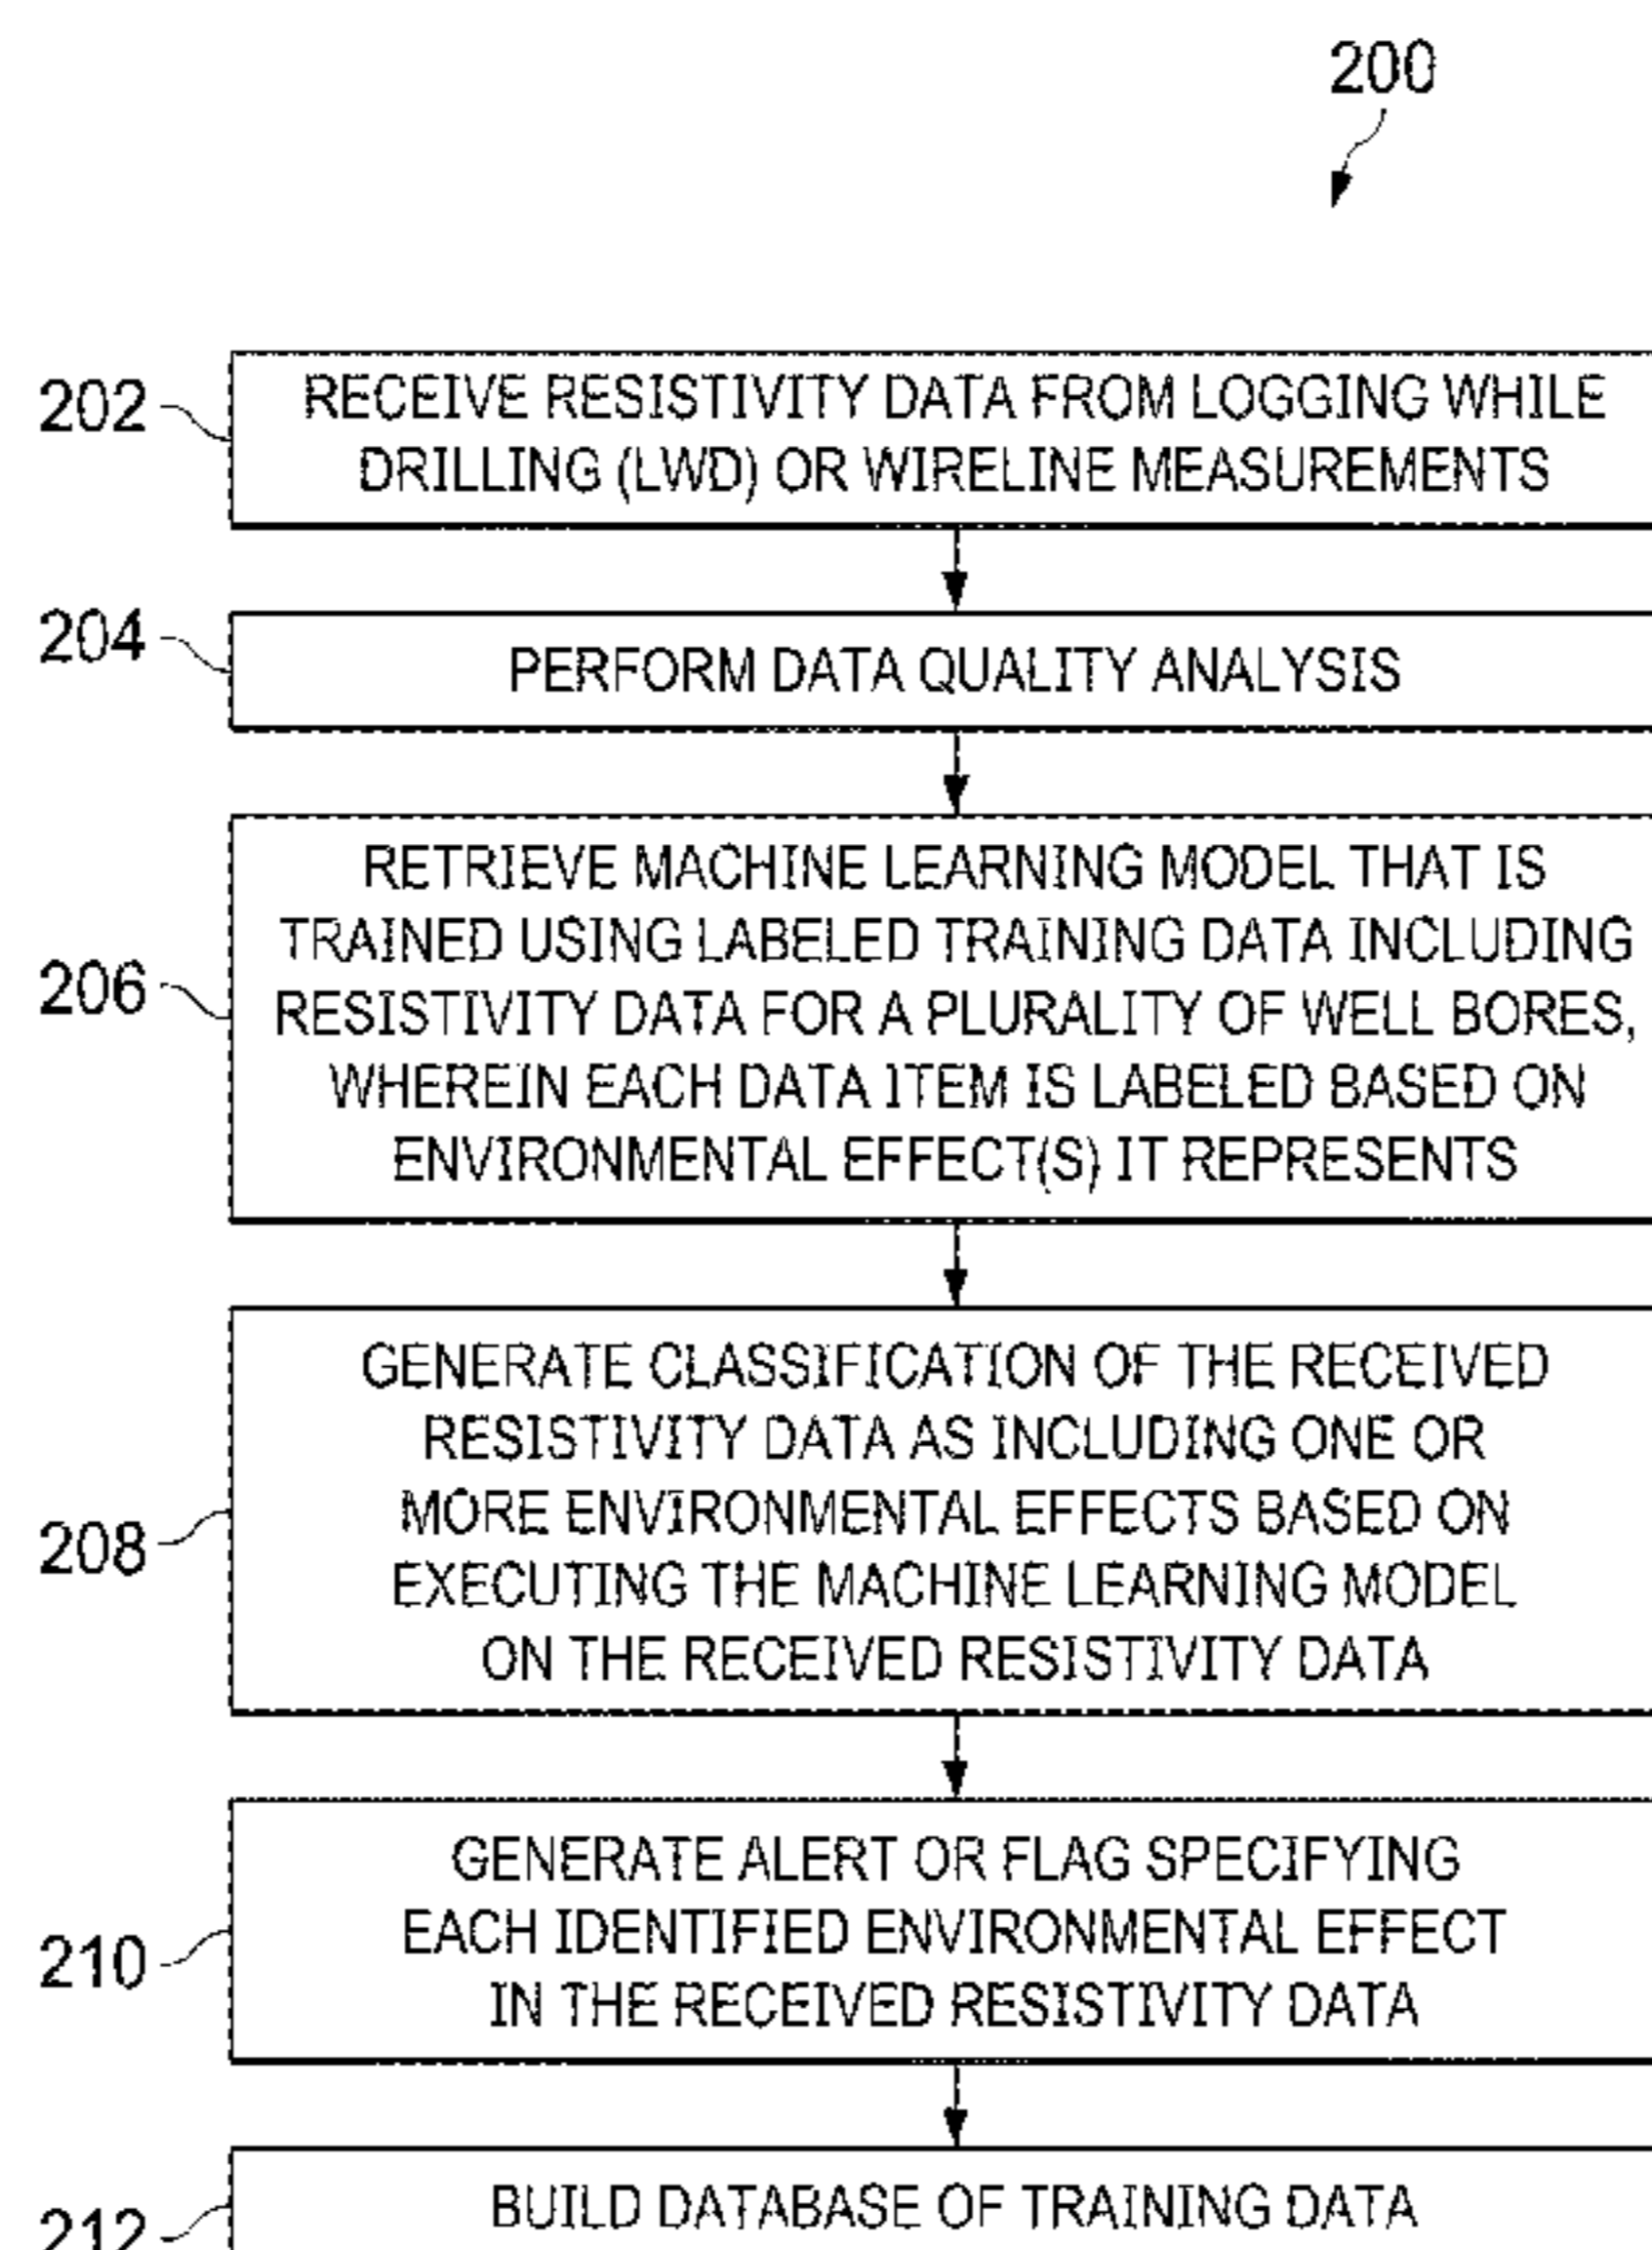 200
202
RECEIVE RESISTIVITY DATA FROM LOGGING WHILE
DRILLING (LWD) OR WIRELINE MEASUREMENTS
204
PERFORM DATA QUALITY ANALYSIS
206
RETRIEVE MACHINE LEARNING MODEL THAT IS
TRAINED USING LABELED TRAINING DATA INCLUDING
RESISTIVITY DATA FOR A PLURALITY OF WELL BORES,
WHEREIN EACH DATA ITEM IS LABELED BASED ON
ENVIRONMENTAL EFFECT(S) IT REPRESENTS
208
GENERATE CLASSIFICATION OF THE RECEIVED
RESISTIVITY DATA AS INCLUDING ONE OR
MORE ENVIRONMENTAL EFFECTS BASED ON
EXECUTING THE MACHINE LEARNING MODEL
ON THE RECEIVED RESISTIVITY DATA
210
GENERATE ALERT OR FLAG SPECIFYING
EACH IDENTIFIED ENVIRONMENTAL EFFECT
IN THE RECEIVED RESISTIVITY DATA
212
BUILD DATABASE OF TRAINING DATA